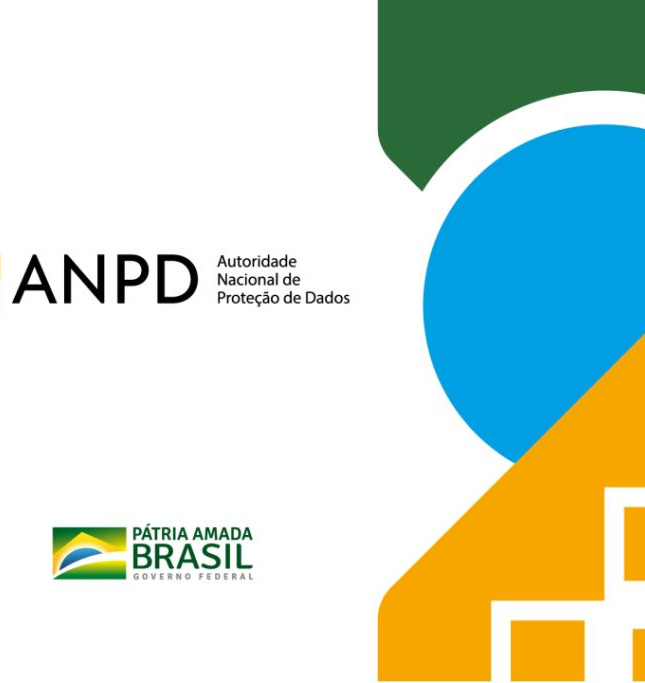 ANPD
Autoridade
Nacional de
Proteção de Dados
PÁTRIA AMADA
BRASIL
GOVERNO FEDERAL